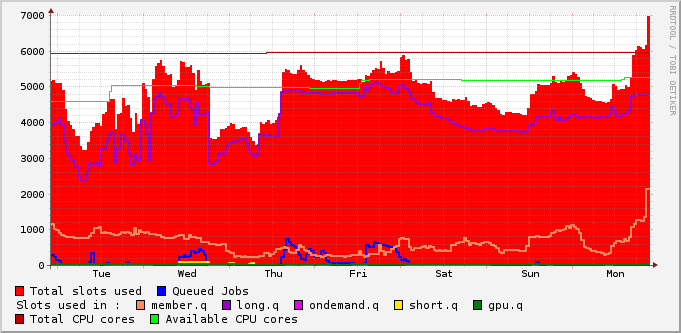 7000
6000
5000
4000
3000
2000
1000
0
Tue Wed Thu Fri Sat Sun Mon
RRDTOOL / TOBI OETIKER
Total slots used Queued Jobs
Slots used in : member.q long.q ondemand.q short.q gpu.q
Total CPU cores Available CPU cores